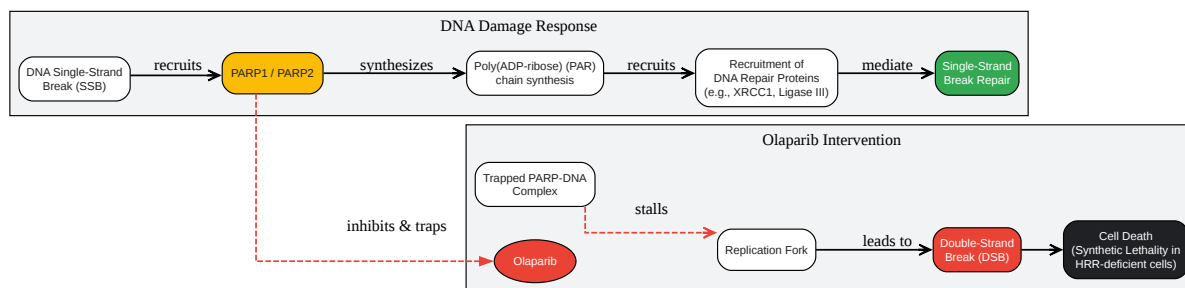 DNA Damage Response
DNA Single-Strand
Break (SSB)
recruits
PARP1 / PARP2
synthesizes
Poly(ADP-ribose) (PAR)
chain synthesis
recruits
Recruitment of
DNA Repair Proteins
(e.g., XRCC1, Ligase III)
mediate
Single-Strand
Break Repair
Olaparib Intervention
Trapped PARP-DNA
Complex
stalls
inhibits & traps
Olaparib
Replication Fork
leads to
Double-Strand
Break (DSB)
Cell Death
(Synthetic Lethality in
HRR-deficient cells)